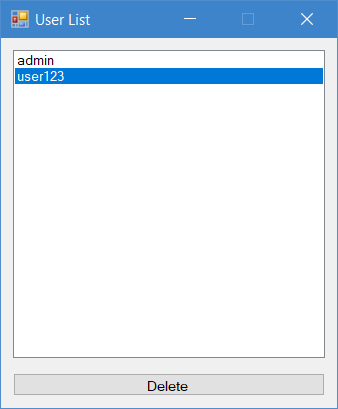 User List
admin
user123
Delete